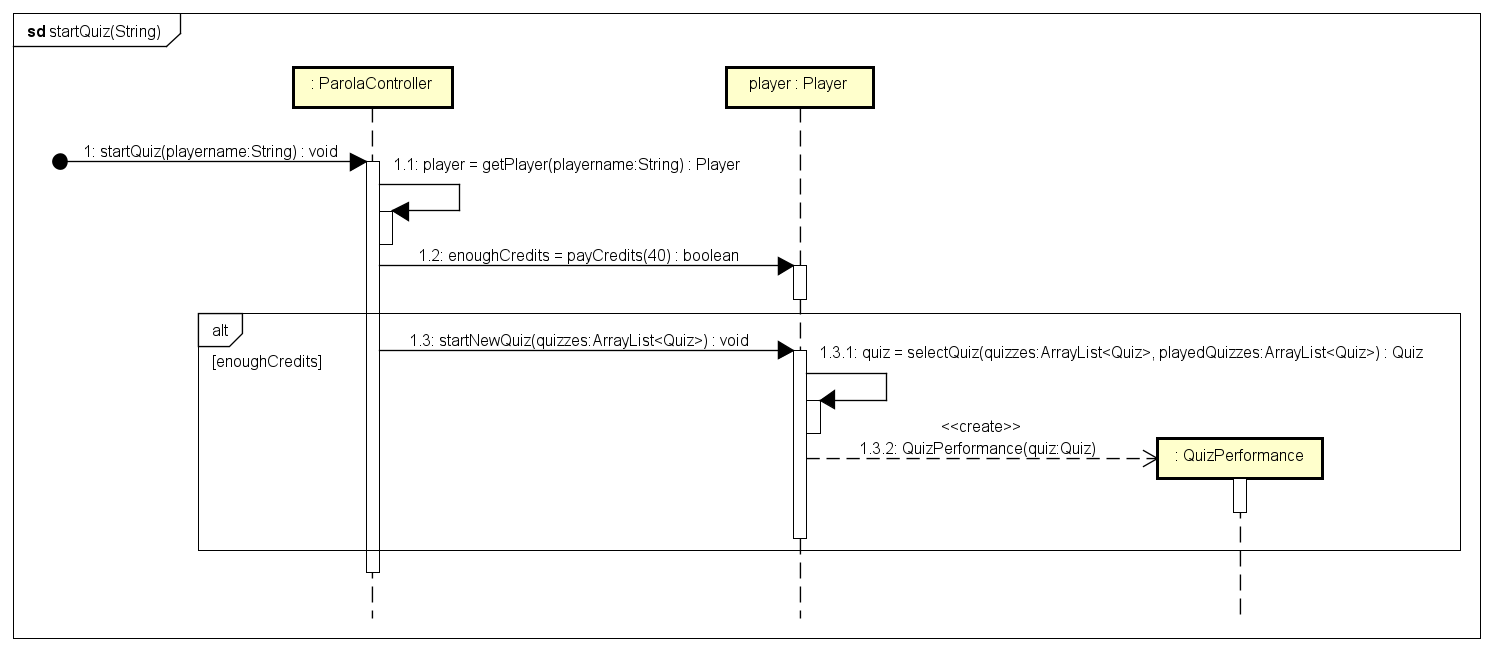 sd startQuiz(String)
: ParolaController
player : Player
1: startQuiz(playername:String) : void
1.1: player = getPlayer(playername:String) : Player
1.2: enoughCredits = payCredits(40) : boolean
alt
[enoughCredits]
1.3: startNewQuiz(quizzes:ArrayList<Quiz>) : void
1.3.1: quiz = selectQuiz(quizzes:ArrayList<Quiz>, playedQuizzes:ArrayList<Quiz>) : Quiz
<<create>>
1.3.2: QuizPerformance(quiz:Quiz)
: QuizPerformance